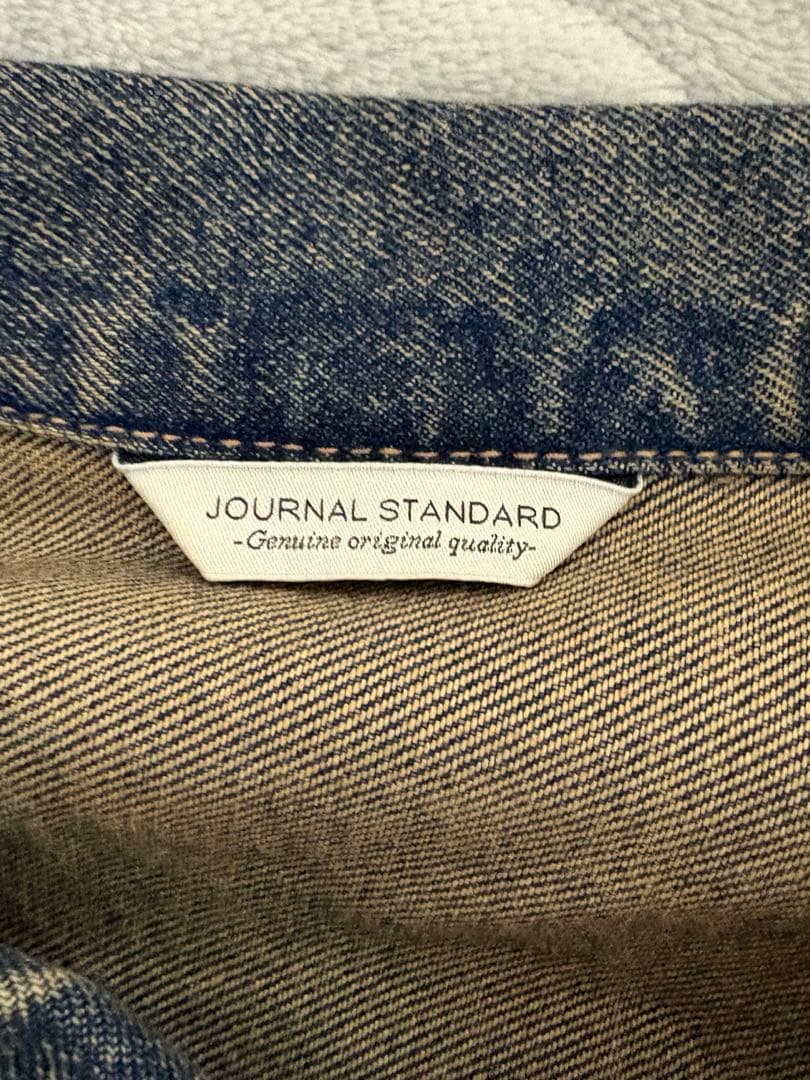 JOURNAL STANDARD
-Genuine original quality-